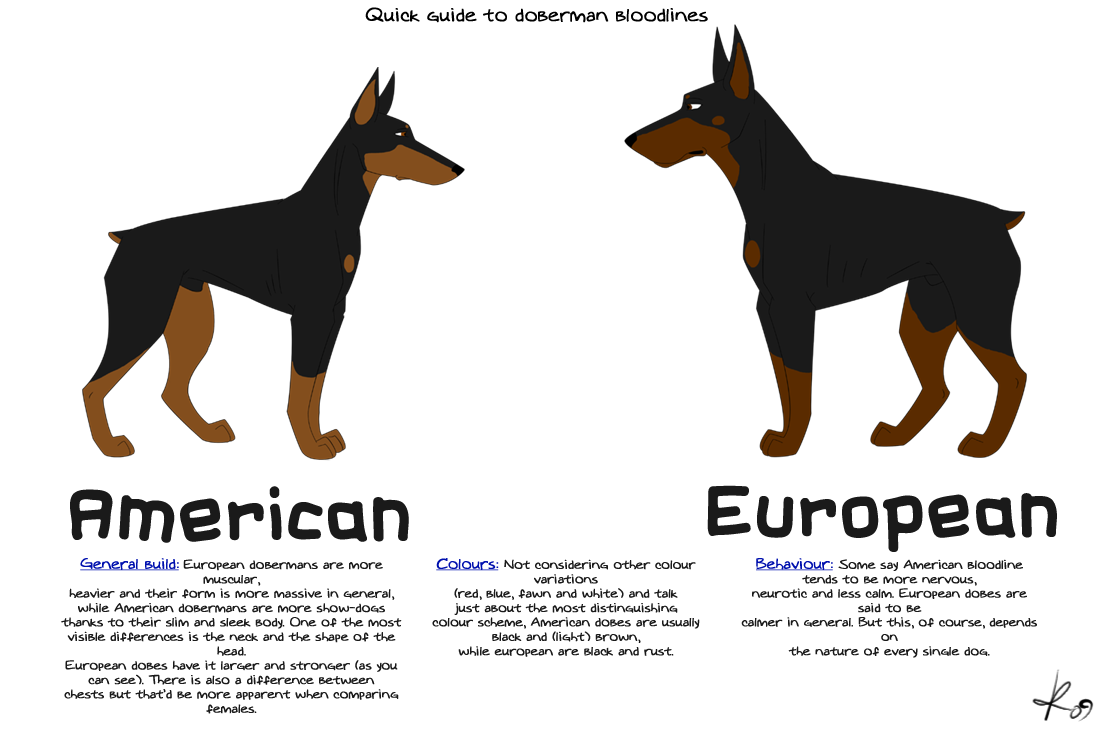 Quick guide to doberman bloodlines
American
European
General build: European dobermans are more
muscular,
heavier and their form is more massive in general,
while American dobermans are more show-dogs
thanks to their slim and sleek body. One of the most
visible differences is the neck and the shape of the
head.
European dobes have it larger and stronger (as you
can see). There is also a difference between
chests but that'd be more apparent when comparing
females.
Colours: Not considering other colour
variations
(red, blue, fawn and white) and talk
just about the most distinguishing
colour scheme, American dobes are usually
black and (light) brown,
while european are black and rust.
Behaviour: Some say American bloodline
tends to be more nervous,
neurotic and less calm. European dobes are
said to be
calmer in general. But this, of course, depends
on
the nature of every single dog.